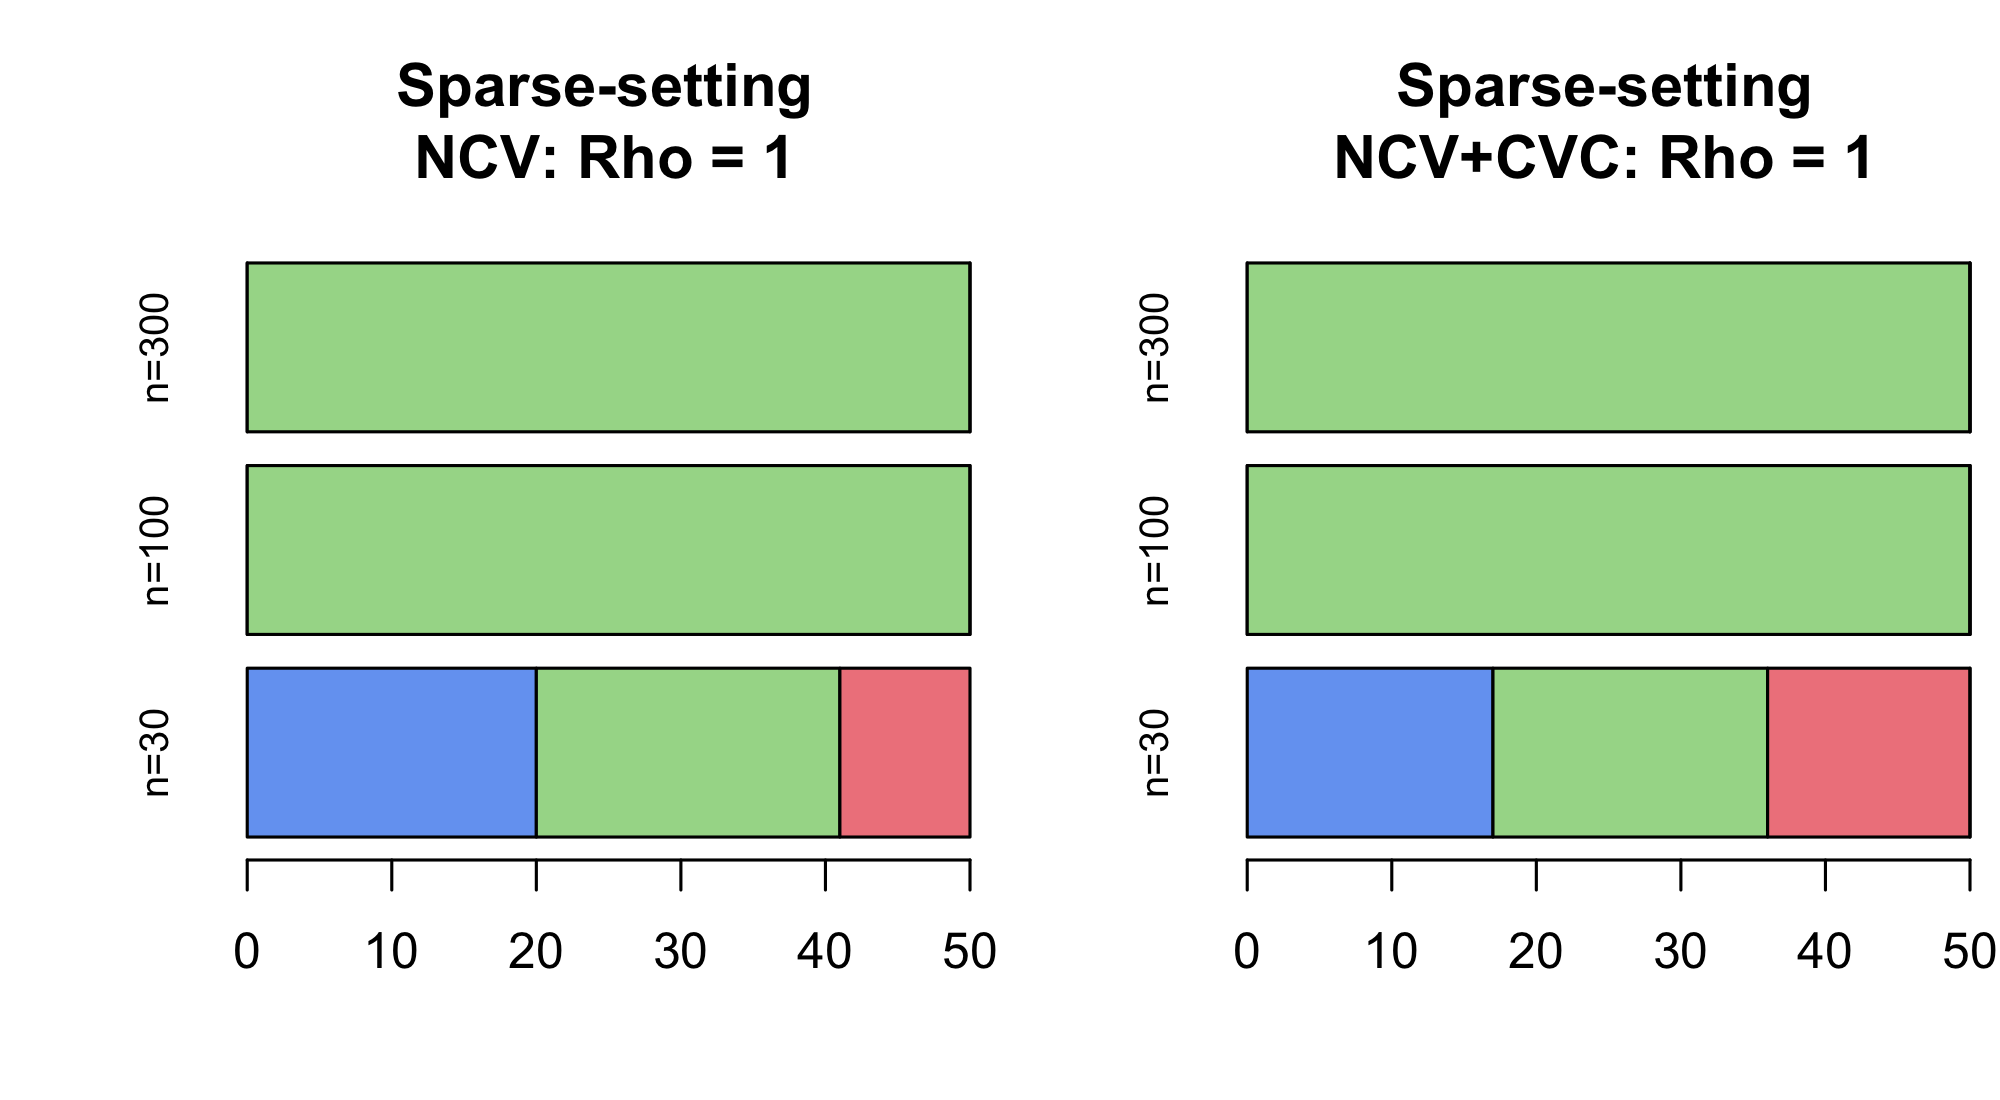 Sparse-setting
NCV: Rho = 1
n=300
n=100
n=30
0 10 20 30 40 50
Sparse-setting
NCV+CVC: Rho = 1
n=300
n=100
n=30
0 10 20 30 40 50